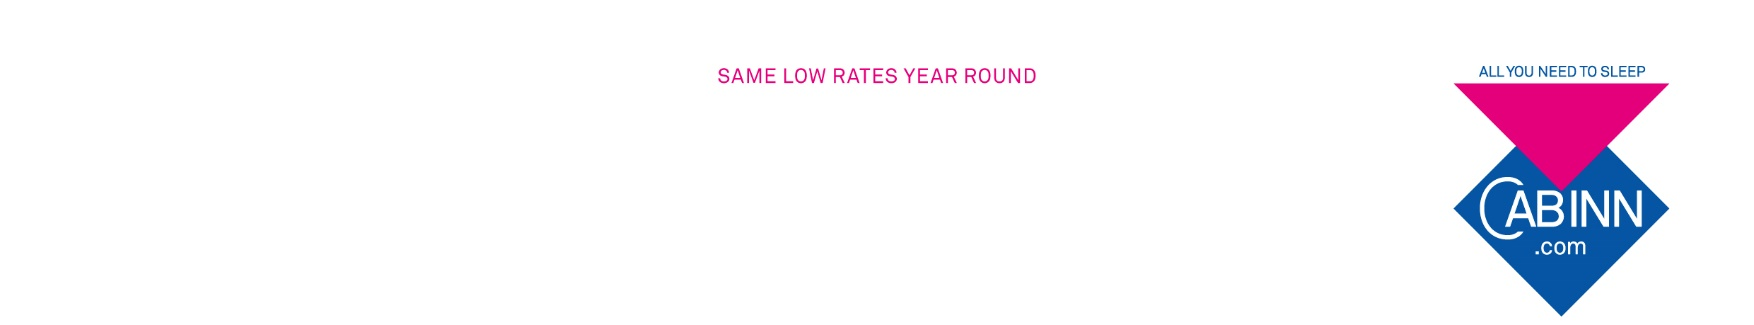 SAME LOW RATES YEAR ROUND
ALL YOU NEED TO SLEEP
CABINN
.com